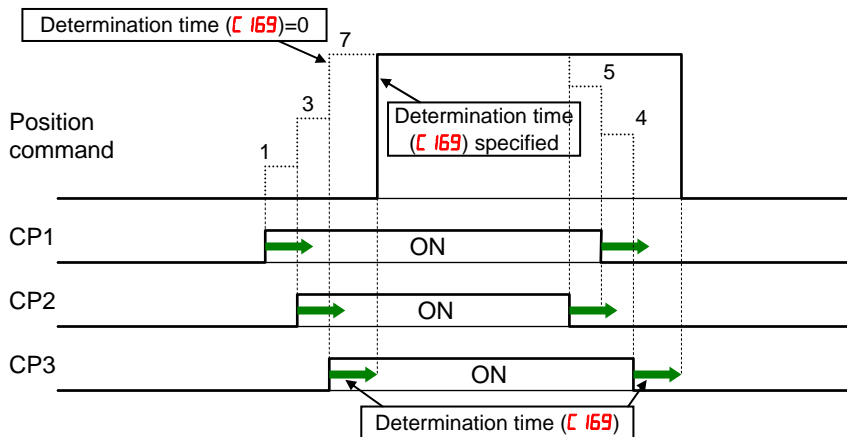 Determination time (C169)=0
7
5
3
Determination time
(C169) specified
4
Position
command
1
CP1
ON
CP2
ON
CP3
ON
Determination time (C169)